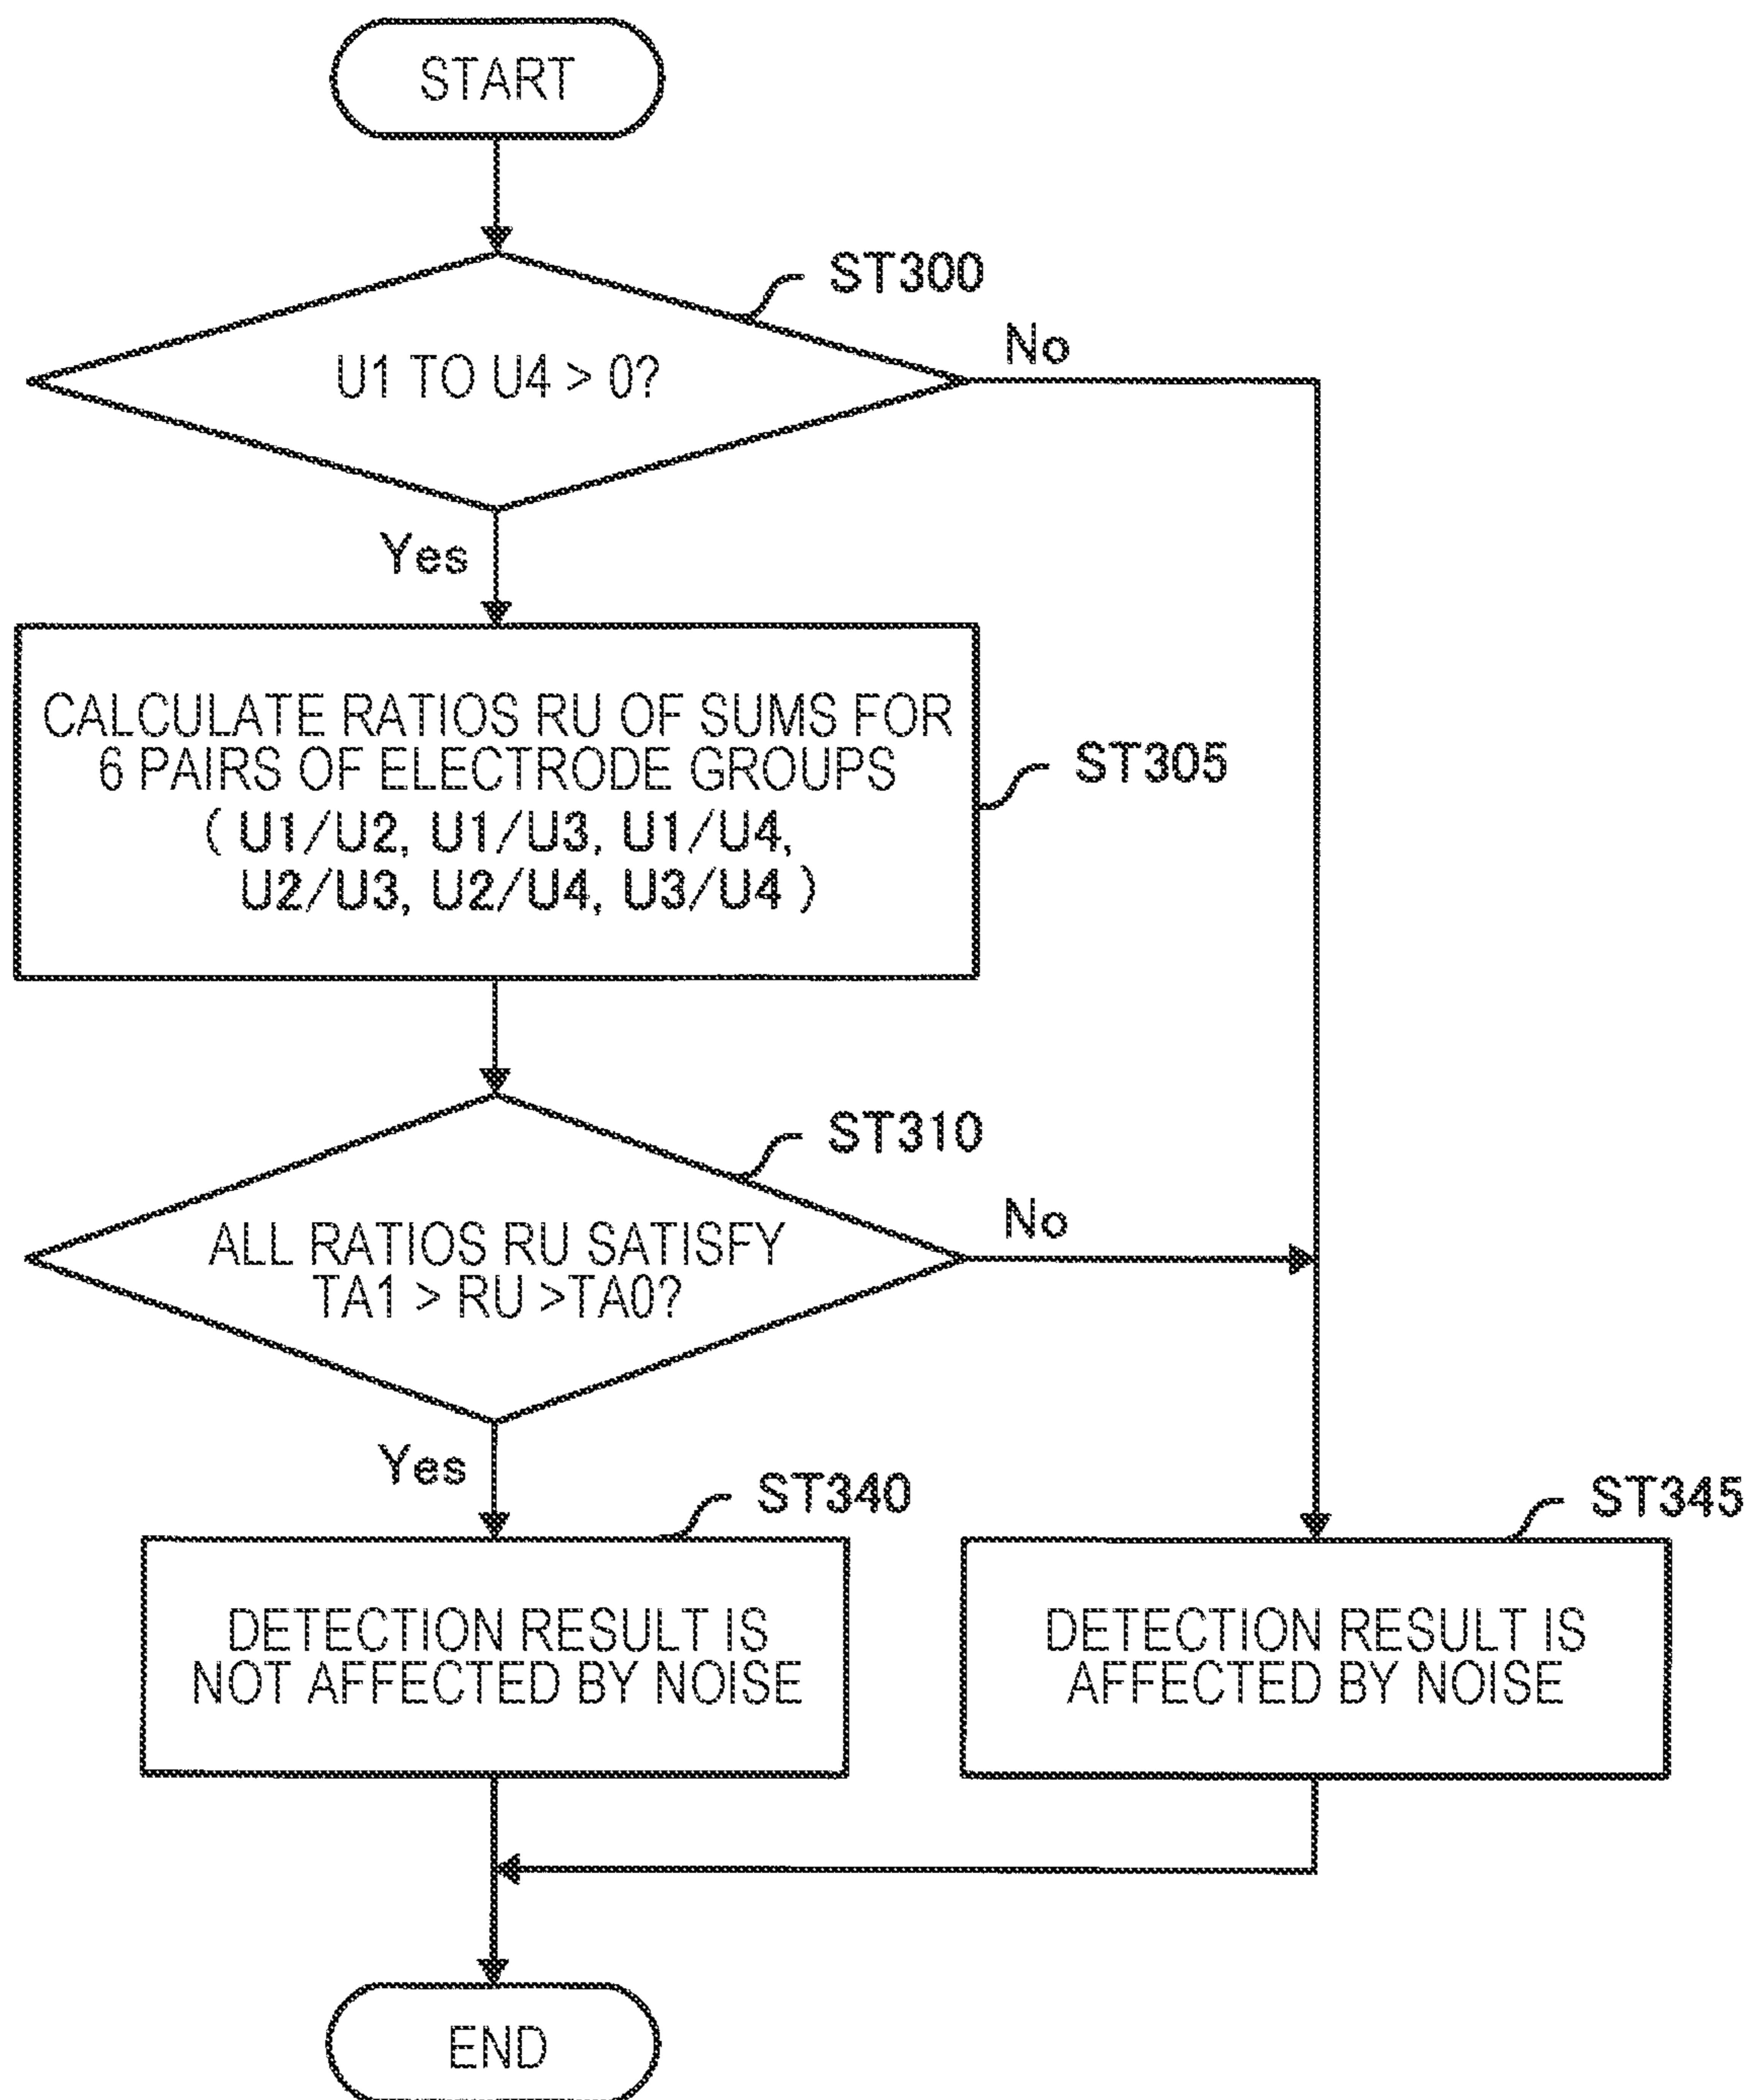 START
ST300
U1 TO U4 > 0?
No
Yes
CALCULATE RATIOS RU OF SUMS FOR
6 PAIRS OF ELECTRODE GROUPS
( U1/U2, U1/U3, U1/U4,
U2/U3, U2/U4, U3/U4 )
ST305
ST310
ALL RATIOS RU SATISFY
TA1 > RU >TA0?
No
Yes
ST340
DETECTION RESULT IS
NOT AFFECTED BY NOISE
ST345
DETECTION RESULT IS
AFFECTED BY NOISE
END